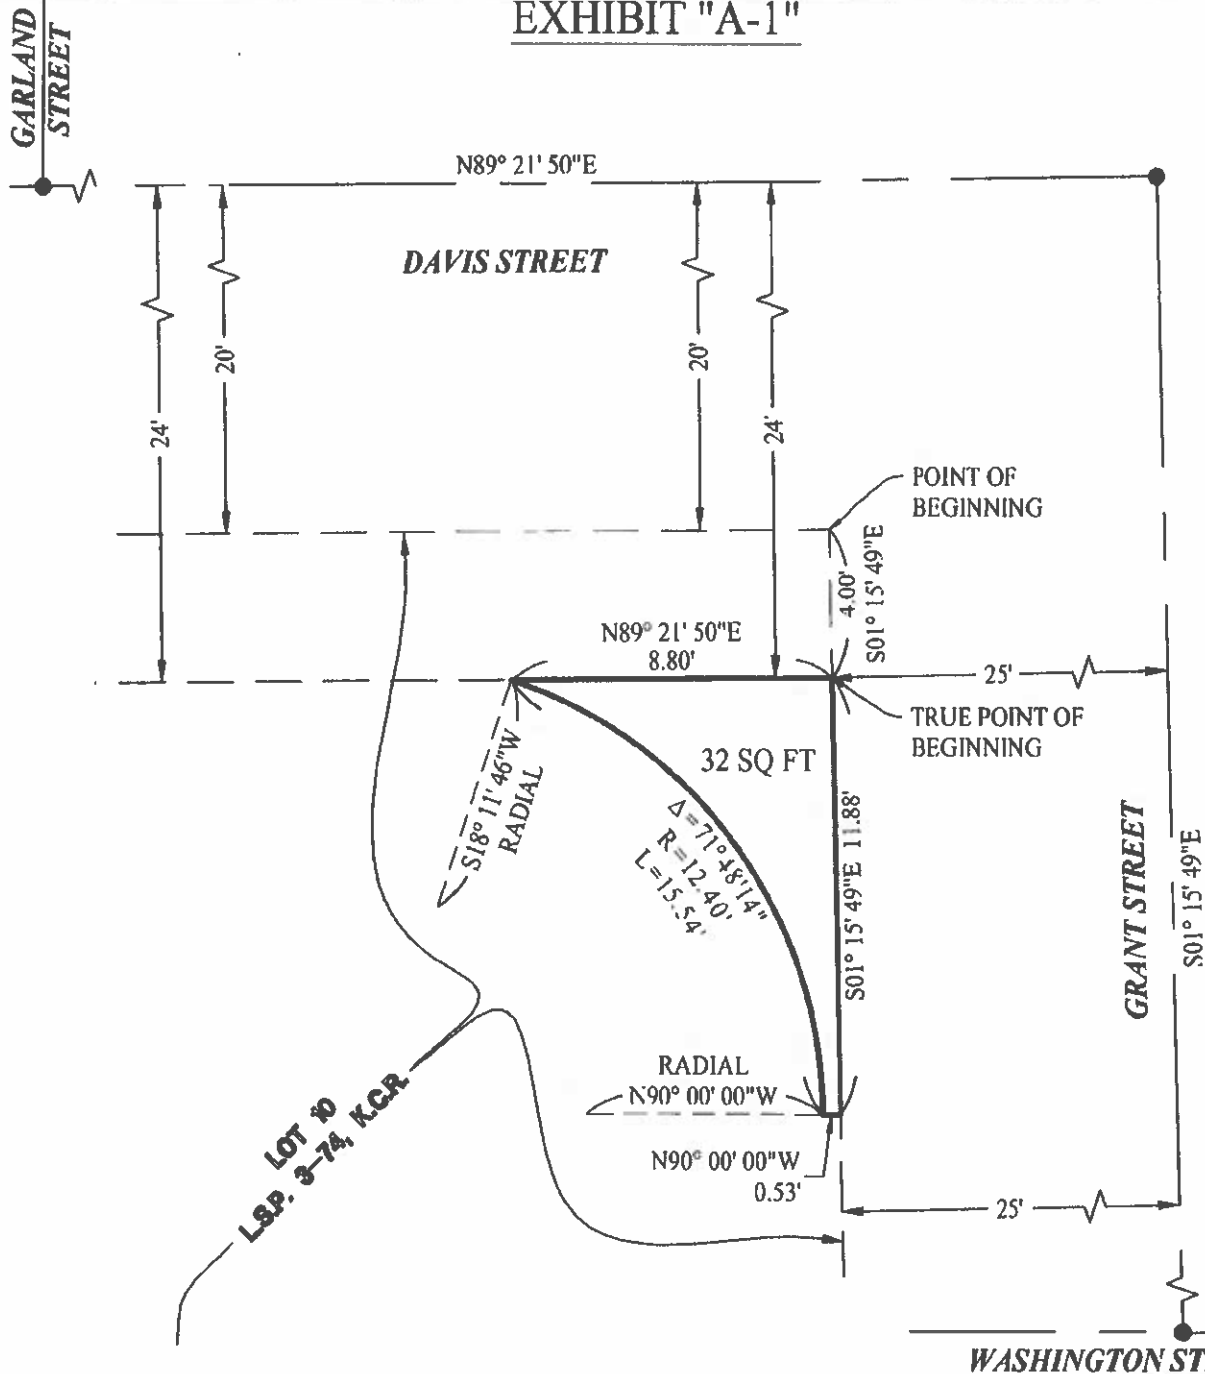 EXHIBIT "A-1"
GARLAND
STREET
N89° 21' 50"E
DAVIS STREET
20'
20'
24'
24'
POINT OF
BEGINNING
4.00'
S01° 15' 49"E
N89° 21' 50"E
8.80'
25'
TRUE POINT OF
BEGINNING
32 SQ FT
S18° 11' 46"W
RADIAL
Δ=71°48'14"
R=12.40'
L=15.54'
S01° 15' 49"E 11.88'
GRANT STREET
S01° 15' 49"E
RADIAL
N90° 00' 00"W
N90° 00' 00"W
0.53'
LOT 10
L.S.P. 3-74, K.C.R.
25'
WASHINGTON ST